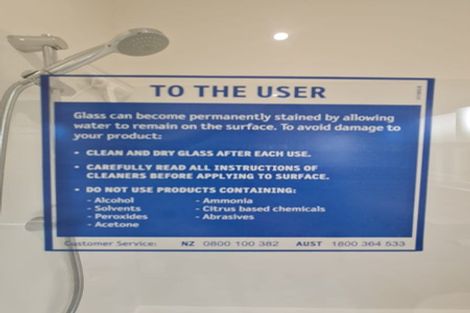 TO THE USER
Glass can become permanently stained by allowing
water to remain on the surface. To avoid damage to
your product:
• CLEAN AND DRY GLASS AFTER EACH USE.
• CAREFULLY READ ALL INSTRUCTIONS OF
CLEANERS BEFORE APPLYING TO SURFACE.
• DO NOT USE PRODUCTS CONTAINING:
- Alcohol - Ammonia
- Solvents - Citrus based chemicals
- Peroxides - Abrasives
- Acetone
Customer Service: NZ 0800 100 382 AUST 1800 364 533